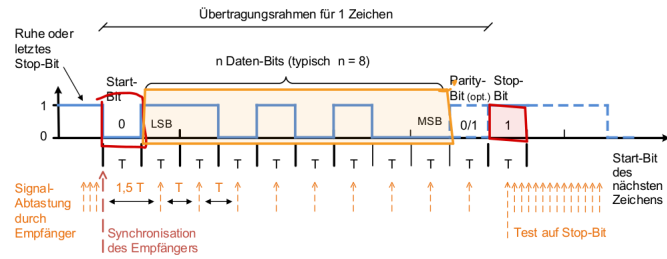 Übertragungsrahmen für 1 Zeichen
Ruhe oder
letztes
Stop-Bit
n Daten-Bits (typisch n = 8)
Start-
Bit
Parity-
Bit (opt.)
Stop-
Bit
1
0
0
LSB
MSB
0/1
1
T T T T T T T T T T T
Start-Bit
des
nächsten
Zeichens
Signal-
Abtastung
durch
Empfänger
1,5 T
T
T
Synchronisation
des Empfängers
Test auf Stop-Bit